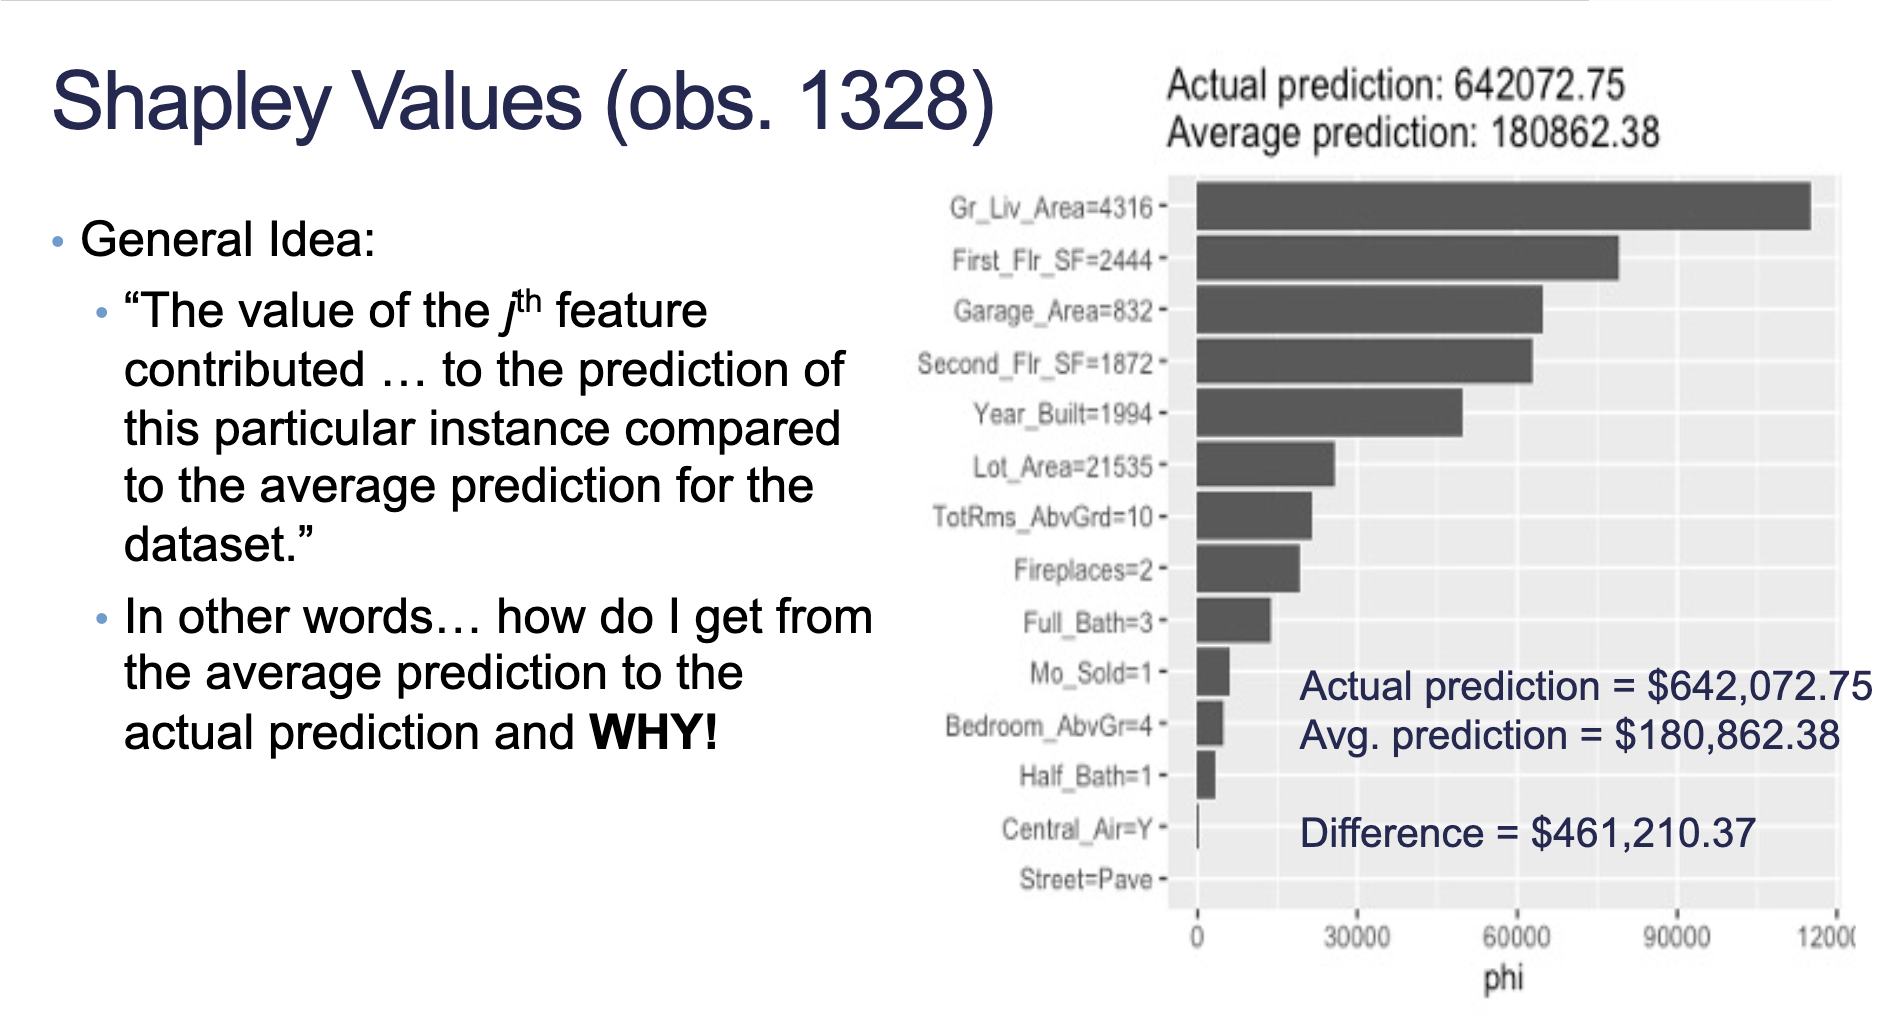 Shapley Values (obs. 1328)
• General Idea:
• “The value of the jth feature
contributed … to the prediction of
this particular instance compared
to the average prediction for the
dataset.”
• In other words… how do I get from
the average prediction to the
actual prediction and WHY!
Actual prediction: 642072.75
Average prediction: 180862.38
Gr_Liv_Area=4316
First_Flr_SF=2444
Garage_Area=832
Second_Flr_SF=1872
Year_Built=1994
Lot_Area=21535
TotRms_AbvGrd=10
Fireplaces=2
Full_Bath=3
Mo_Sold=1
Bedroom_AbvGr=4
Half_Bath=1
Central_Air=Y
Street=Pave
Actual prediction = $642,072.75
Avg. prediction = $180,862.38
Difference = $461,210.37
0 30000 60000 90000 12000
phi